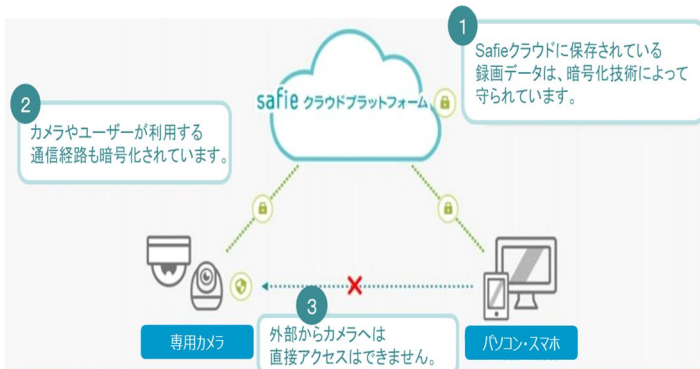 1
Safieクラウドに保存されている
録画データは、暗号化技術によって
守られています。
safie クラウドプラットフォーム
2
カメラやユーザーが利用する
通信経路も暗号化されています。
3
外部からカメラへは
直接アクセスはできません。
専用カメラ
パソコン・スマホ